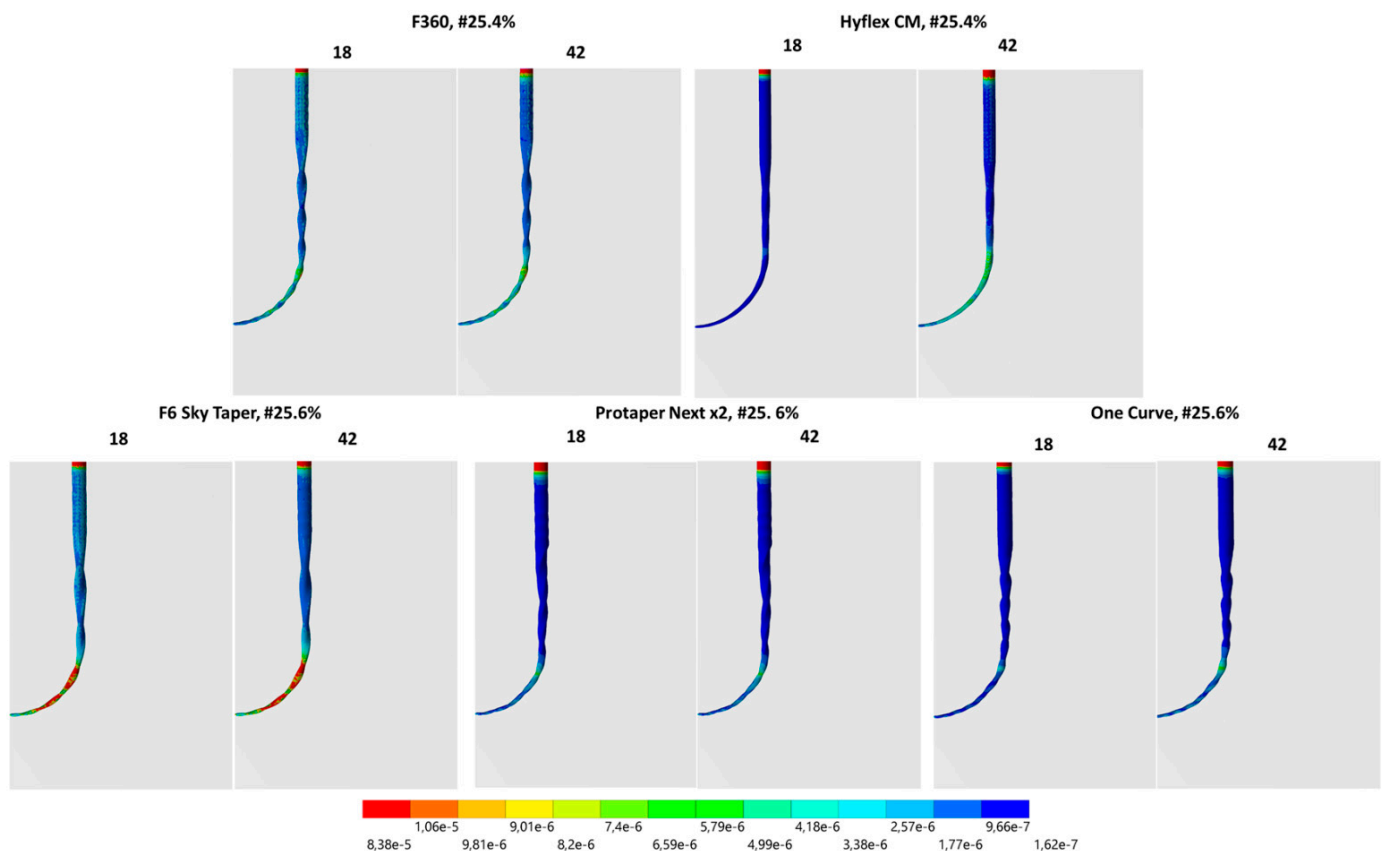 F360, #25.4%
Hyflex CM, #25.4%
18
42
18
42
F6 Sky Taper, #25.6%
Protaper Next x2, #25. 6%
One Curve, #25.6%
18
42
18
42
18
42
1,06e-5
9,01e-6
7,4e-6
5,79e-6
4,18e-6
2,57e-6
9,66e-7
8,38e-5
9,81e-6
8,2e-6
6,59e-6
4,99e-6
3,38e-6
1,77e-6
1,62e-7